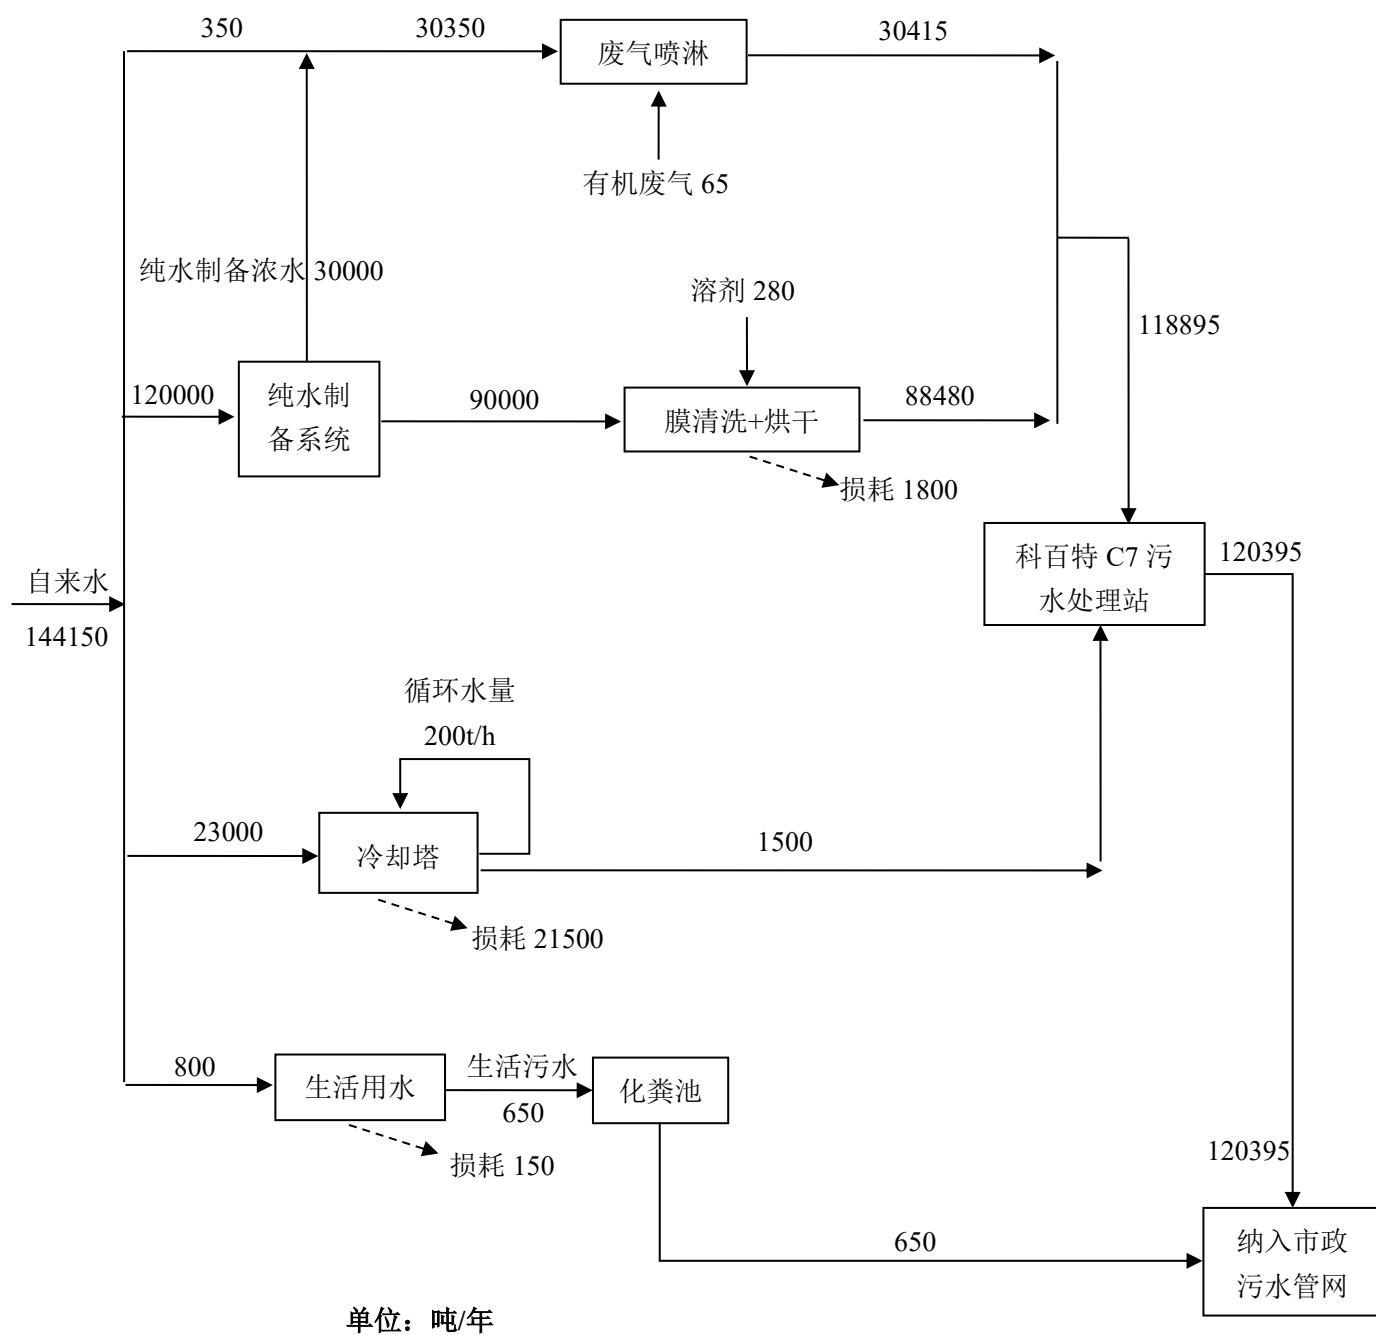 350
30350
废气喷淋
30415
有机废气 65
纯水制备浓水 30000
溶剂 280
118895
120000
纯水制
备系统
90000
膜清洗+烘干
88480
损耗 1800
科百特 C7 污
水处理站
120395
自来水
144150
循环水量
200t/h
23000
冷却塔
1500
损耗 21500
800
生活用水
生活污水
650
化粪池
损耗 150
120395
650
纳入市政
污水管网
单位：吨/年